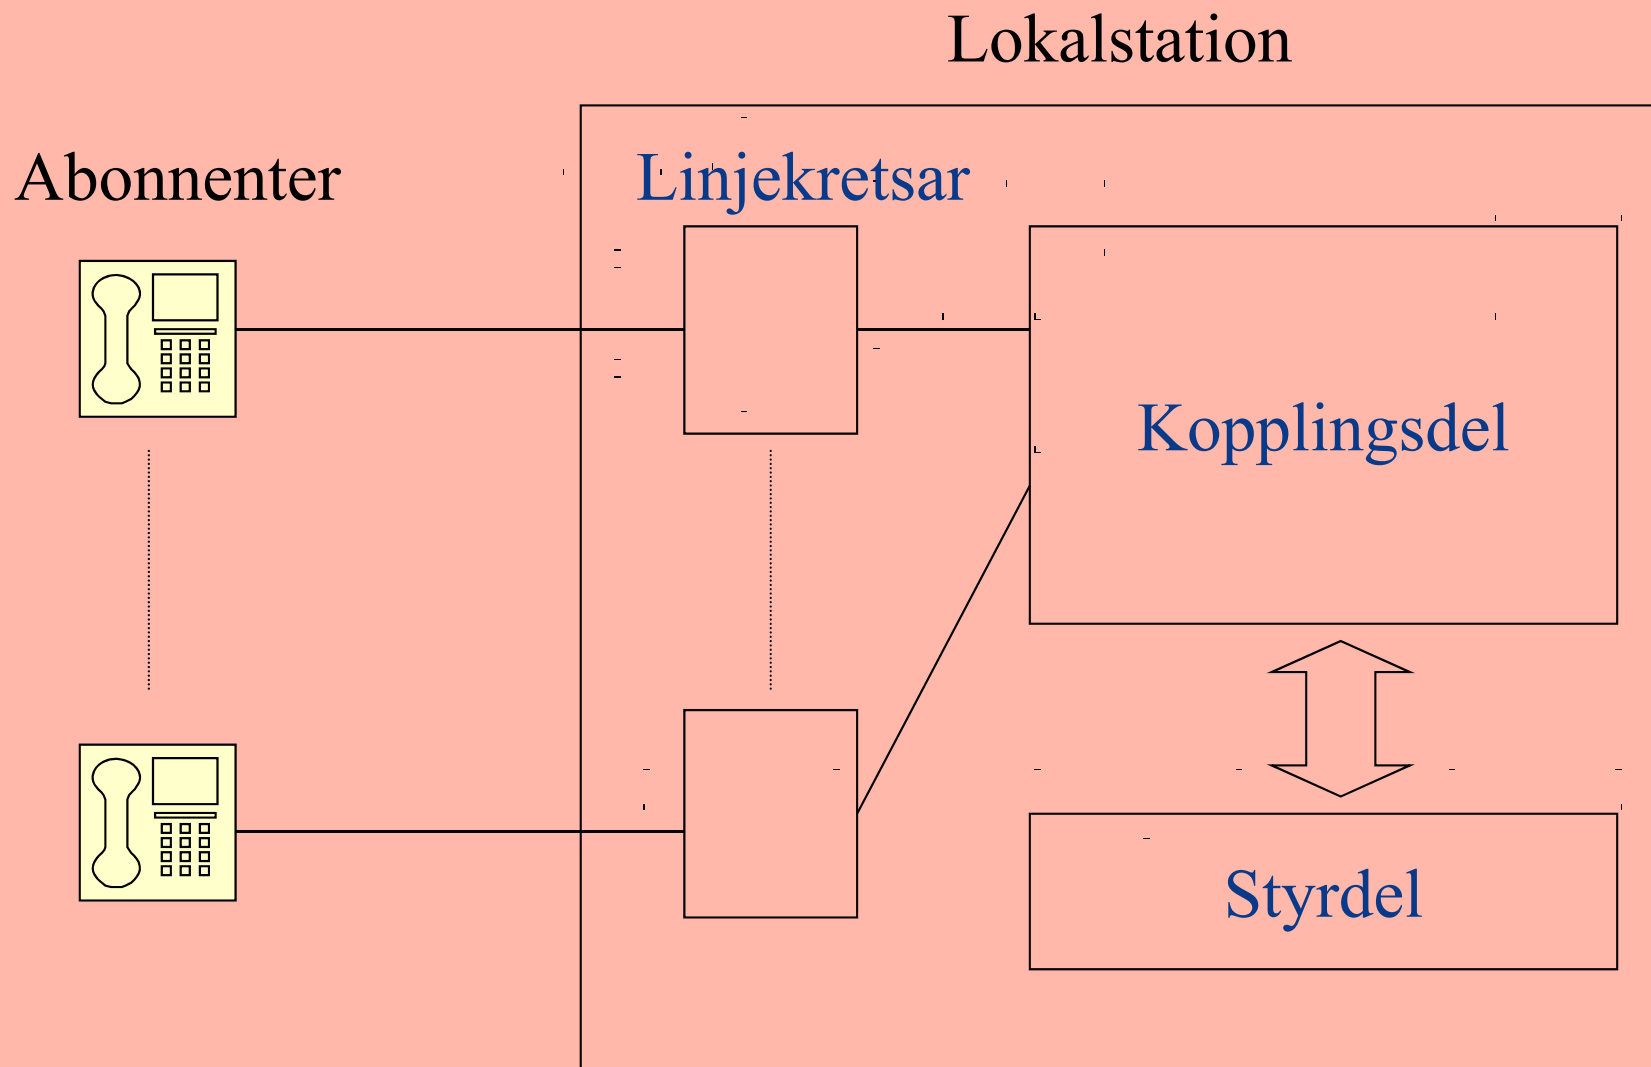 Lokalstation
Abonnenter
Linjekretsar
Kopplingsdel
Styrdel